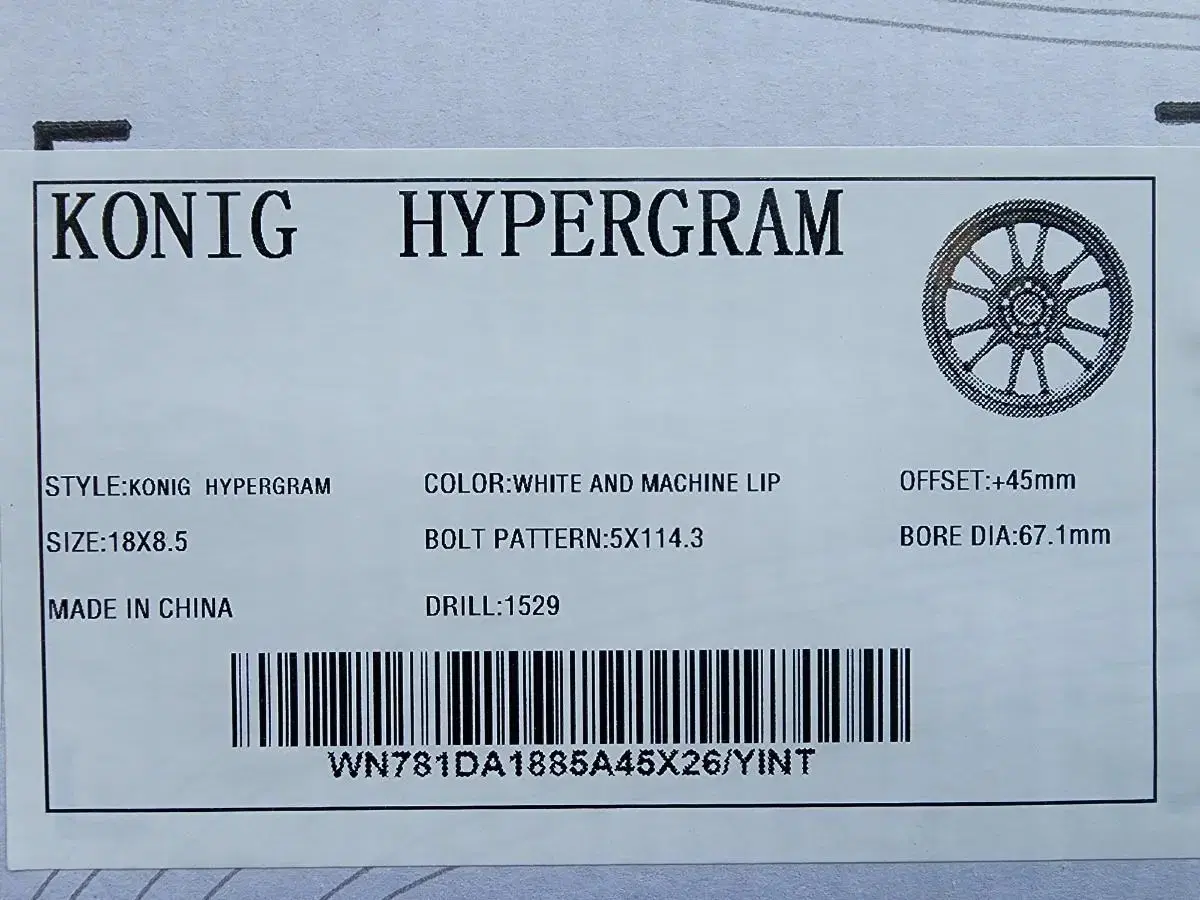 KONIG HYPERGRAM
STYLE:KONIG HYPERGRAM COLOR:WHITE AND MACHINE LIP OFFSET:+45mm
SIZE:18X8.5 BOLT PATTERN:5X114.3 BORE DIA:67.1mm
MADE IN CHINA DRILL:1529
WN781DA1885A45X26/YINT